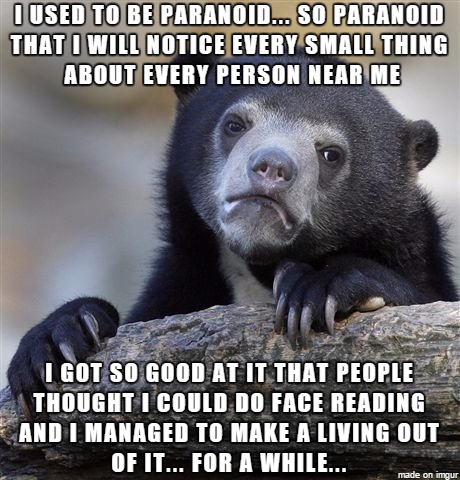 I USED TO BE PARANOID... SO PARANOID
THAT I WILL NOTICE EVERY SMALL THING
ABOUT EVERY PERSON NEAR ME
I GOT SO GOOD AT IT THAT PEOPLE
THOUGHT I COULD DO FACE READING
AND I MANAGED TO MAKE A LIVING OUT
OF IT... FOR A WHILE...
made on imgur